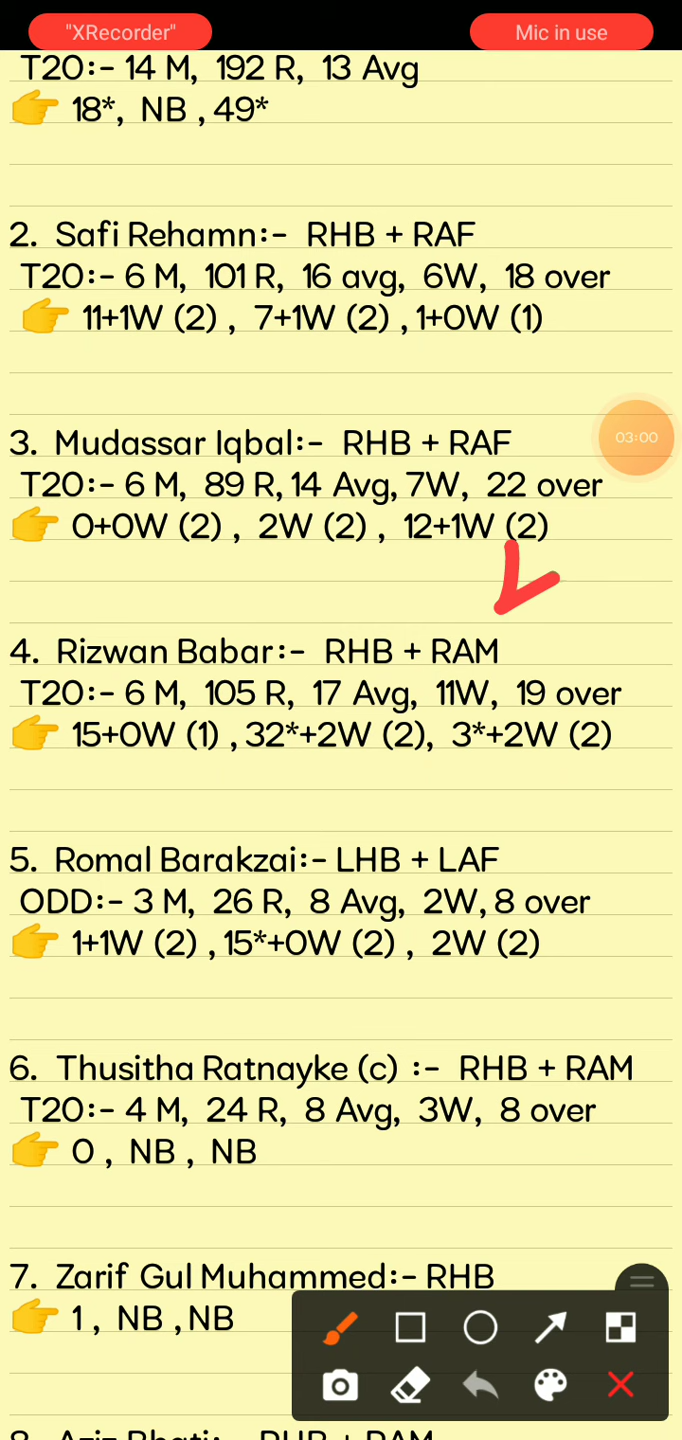 "XRecorder"
Mic in use
T20:- 14 M, 192 R, 13 Avg
👉 18*, NB , 49*
2. Safi Rehamn:- RHB + RAF
T20:- 6 M, 101 R, 16 avg, 6W, 18 over
👉 11+1W (2) , 7+1W (2) , 1+0W (1)
03:00
3. Mudassar Iqbal:- RHB + RAF
T20:- 6 M, 89 R, 14 Avg, 7W, 22 over
👉 0+0W (2) , 2W (2) , 12+1W (2)
4. Rizwan Babar:- RHB + RAM
T20:- 6 M, 105 R, 17 Avg, 11W, 19 over
👉 15+0W (1) , 32*+2W (2), 3*+2W (2)
5. Romal Barakzai:- LHB + LAF
ODD:- 3 M, 26 R, 8 Avg, 2W, 8 over
👉 1+1W (2) , 15*+0W (2) , 2W (2)
6. Thusitha Ratnayke (c) :- RHB + RAM
T20:- 4 M, 24 R, 8 Avg, 3W, 8 over
👉 0 , NB , NB
7. Zarif Gul Muhammed:- RHB
👉 1 , NB , NB
8. Aziz Bhati:- RHB + RAM